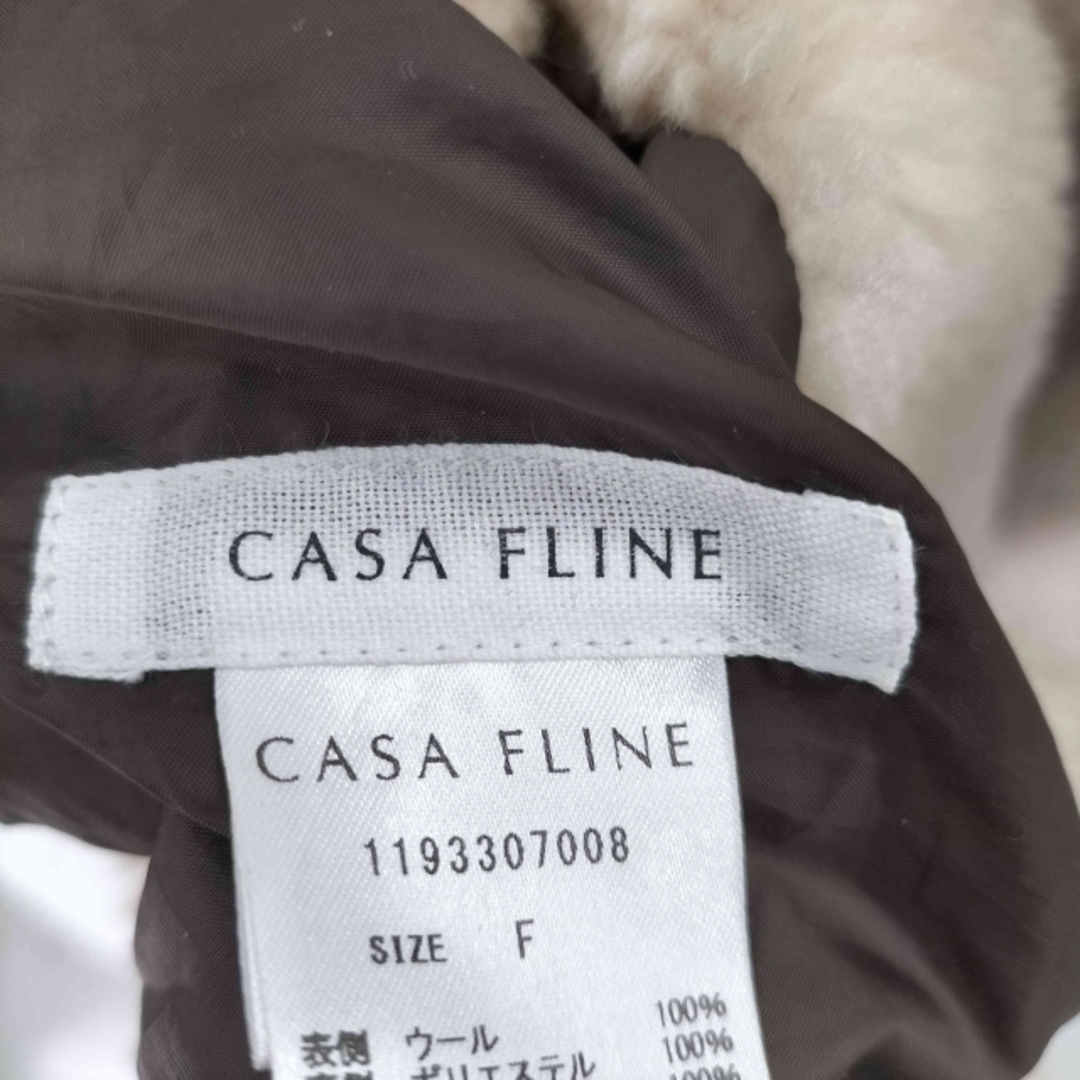 CASA FLINE
CASA FLINE
1193307008
SIZE F
100%
表側 ウール 100%
ポリエステル 100%